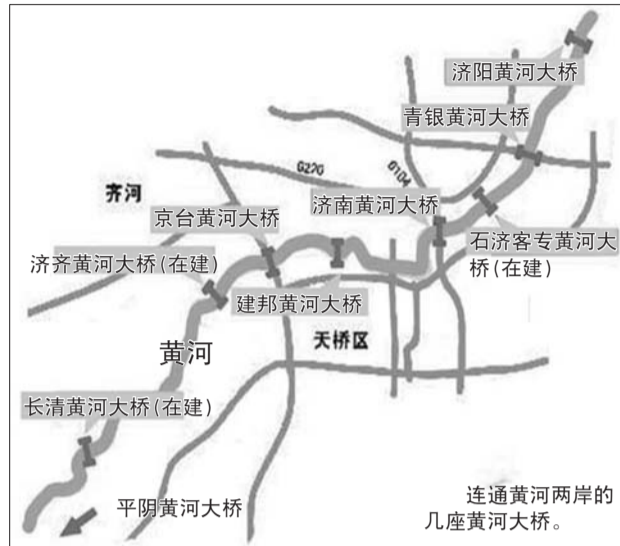 济阳黄河大桥
青银黄河大桥
G220
G104
齐河
济南黄河大桥
京台黄河大桥
石济客专黄河大
桥(在建)
济齐黄河大桥(在建)
建邦黄河大桥
天桥区
黄河
长清黄河大桥(在建)
平阴黄河大桥
连通黄河两岸的
几座黄河大桥。